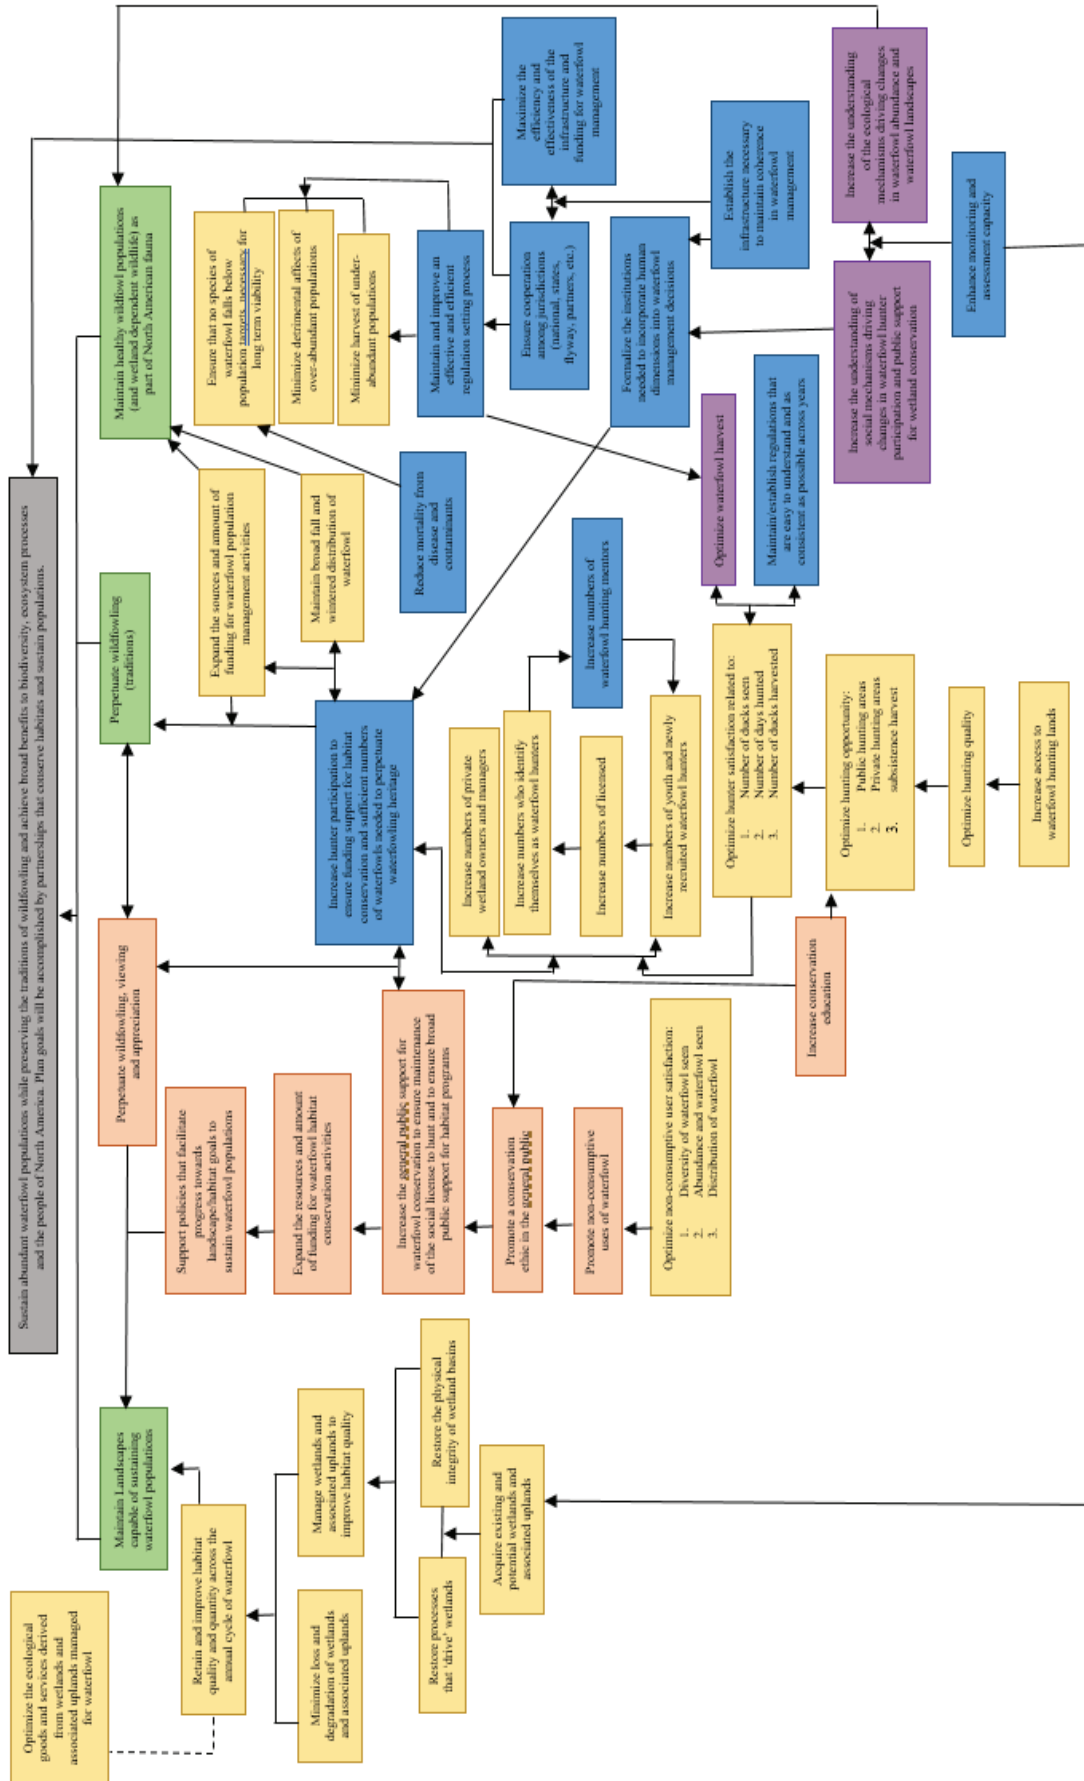 Sustain abundant waterfowl populations while preserving the traditions of wildfowling and achieve broad benefits to biodiversity, ecosystem processes
and the people of North America. Plan goals will be accomplished by partnerships that conserve habitats and sustain populations.
Optimize the ecological
goods and services derived
from wetlands and
associated uplands managed
for waterfowl
Maintain Landscapes
capable of sustaining
waterfowl populations
Perpetuate wildfowling, viewing
and appreciation
Perpetuate wildfowling
(traditions)
Maintain healthy wildfowl populations
(and wetland dependent wildlife) as
part of North American fauna
Retain and improve habitat
quality and quantity across the
annual cycle of waterfowl
Minimize loss and
degradation of wetlands
and associated uplands
Manage wetlands and
associated uplands to
improve habitat quality
Restore processes
that ‘drive’ wetlands
Restore the physical
integrity of wetland basins
Acquire existing and
potential wetlands and
associated uplands
Support policies that facilitate
progress towards
landscape/habitat goals to
sustain waterfowl populations
Expand the resources and amount
of funding for waterfowl habitat
conservation activities
Increase the general public support for
waterfowl conservation to ensure maintenance
of the social license to hunt and to ensure broad
public support for habitat programs
Promote a conservation
ethic in the general public
Promote non-consumptive
uses of waterfowl
Optimize non-consumptive user satisfaction:
1. Diversity of waterfowl seen
2. Abundance and waterfowl seen
3. Distribution of waterfowl
Increase conservation
education
Increase hunter participation to
ensure funding support for habitat
conservation and sufficient numbers
of waterfowls needed to perpetuate
waterfowling heritage
Increase numbers of private
wetland owners and managers
Increase numbers who identify
themselves as waterfowl hunters
Increase numbers of licensed
Increase numbers of youth and newly
recruited waterfowl hunters
Increase numbers of
waterfowl hunting mentors
Optimize hunter satisfaction related to:
1. Number of ducks seen
2. Number of days hunted
3. Number of ducks harvested
Optimize hunting opportunity:
1. Public hunting areas
2. Private hunting areas
3. subsistence harvest
Optimize hunting quality
Increase access to
waterfowl hunting lands
Expand the sources and amount of
funding for waterfowl population
management activities
Maintain broad fall and
wintered distribution of
waterfowl
Reduce mortality from
disease and
contaminants
Optimize waterfowl harvest
Maintain/establish regulations that
are easy to understand and as
consistent as possible across years
Ensure that no species of
waterfowl falls below
population targets necessary for
long term viability
Minimize detrimental affects of
over-abundant populations
Minimize harvest of under-
abundant populations
Maintain and improve an
effective and efficient
regulation setting process
Ensure cooperation
among jurisdictions
(national, states,
flyway, partners, etc.)
Maximize the
efficiency and
effectiveness of the
infrastructure and
funding for waterfowl
management
Formalize the institutions
needed to incorporate human
dimensions into waterfowl
management decisions
Establish the
infrastructure necessary
to maintain coherence
in waterfowl
management
Increase the understanding of
social mechanisms driving
changes in waterfowl hunter
participation and public support
for wetland conservation
Increase the understanding
of the ecological
mechanisms driving changes
in waterfowl abundance and
waterfowl landscapes
Enhance monitoring and
assessment capacity